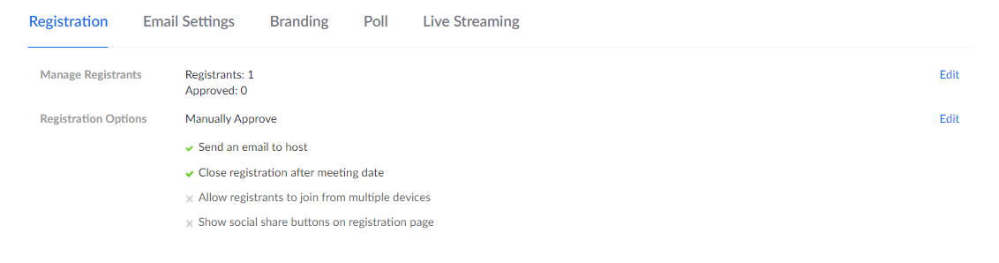 Registration Email Settings Branding Poll Live Streaming
Manage Registrants Registrants: 1 Edit
Approved: 0
Registration Options Manually Approve Edit
Send an email to host
Close registration after meeting date
Allow registrants to join from multiple devices
Show social share buttons on registration page